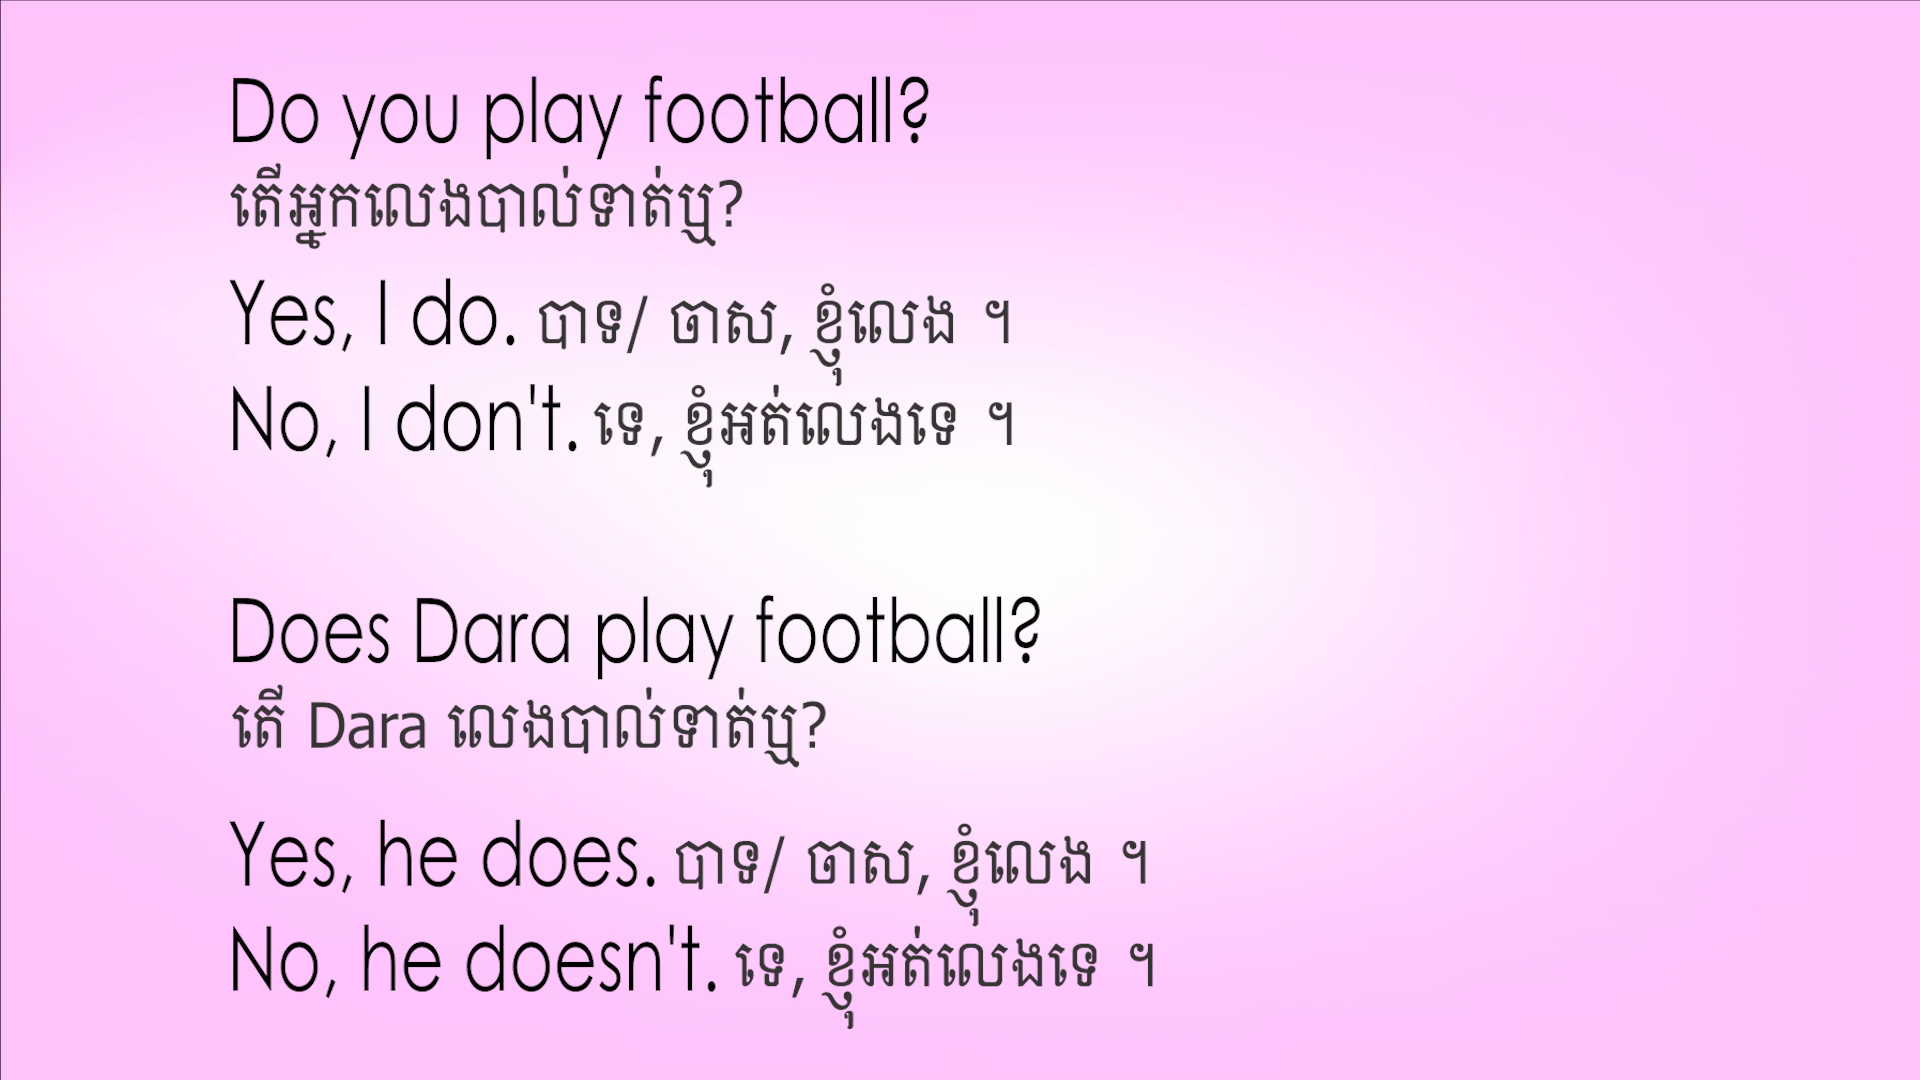 Do you play football?
តើអ្នកលេងបាល់ទាត់ឬ?
Yes, I do. បាទ/ ចាស, ខ្ញុំលេង ។
No, I don't. ទេ, ខ្ញុំអត់លេងទេ ។
Does Dara play football?
តើ Dara លេងបាល់ទាត់ឬ?
Yes, he does. បាទ/ ចាស, ខ្ញុំលេង ។
No, he doesn't. ទេ, ខ្ញុំអត់លេងទេ ។